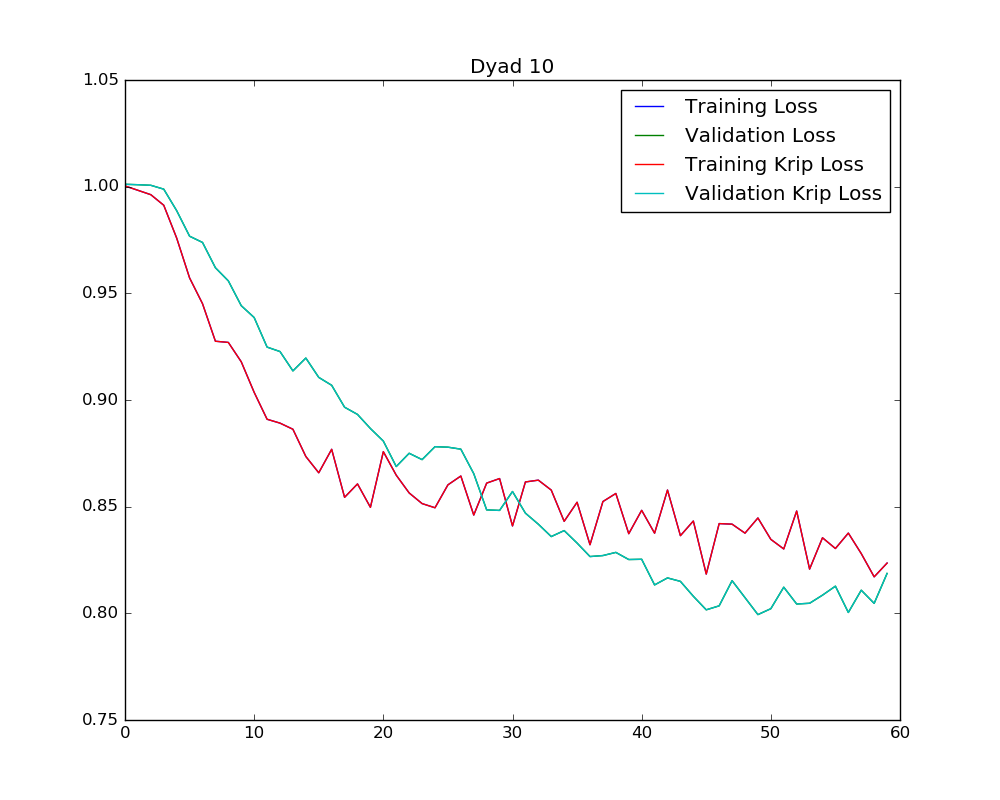 Dyad 10
1.05
1.00
0.95
0.90
0.85
0.80
0.75
Training Loss
Validation Loss
Training Krip Loss
Validation Krip Loss
0 10 20 30 40 50 60